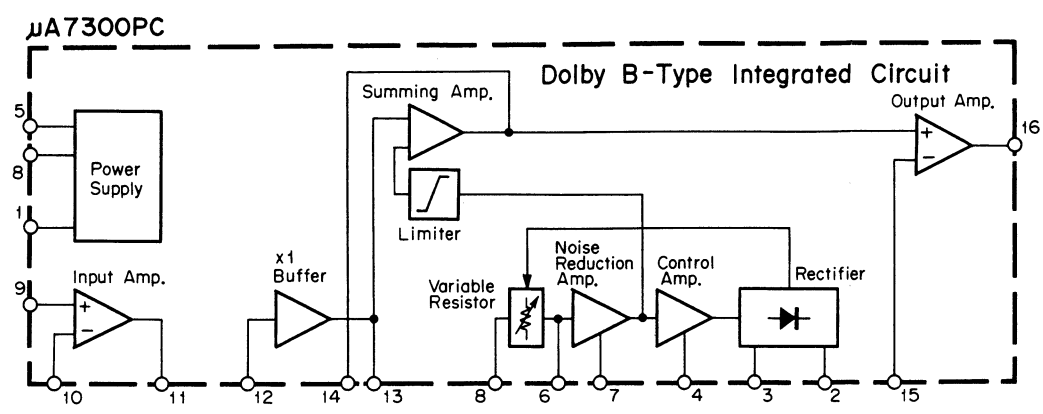 μA7300PC
Dolby B-Type Integrated Circuit
Summing Amp.
Output Amp.
5
16
+
-
8
Power
Supply
1
Limiter
Input Amp.
x1
Buffer
Noise
Reduction
Amp.
Variable
Resistor
Control
Amp.
Rectifier
9
+
-
10
11
12
14
13
8
6
7
4
3
2
15